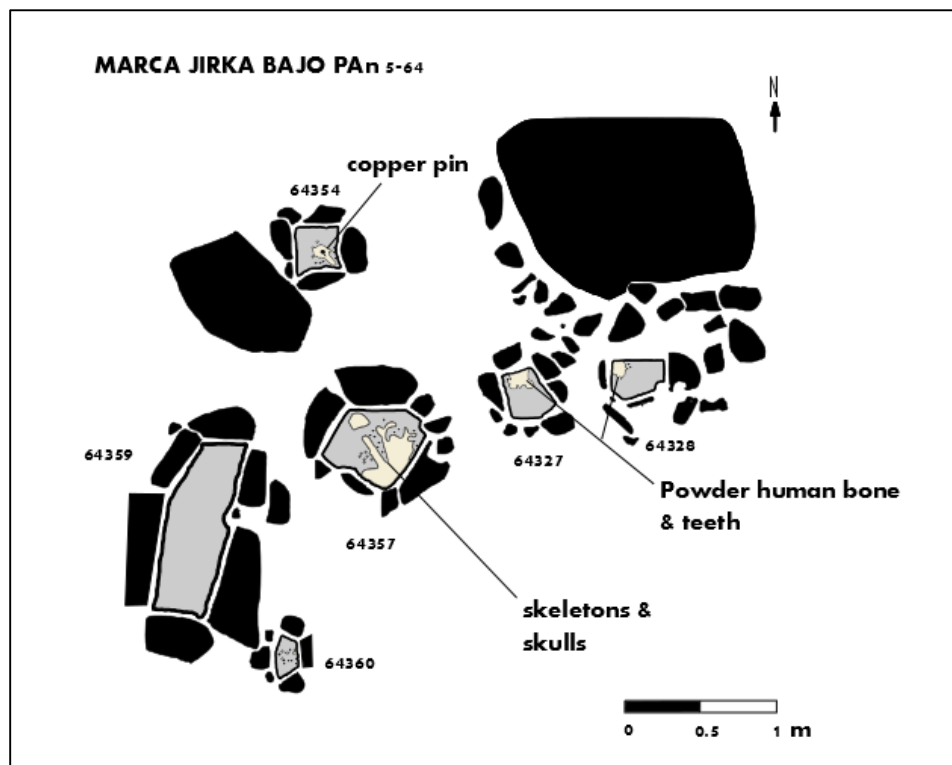 MARCA JIRKA BAJO PAn 5-64
N
copper pin
64354
64359
64327
64328
Powder human bone
& teeth
64357
skeletons &
skulls
64360
0 0.5 1 m